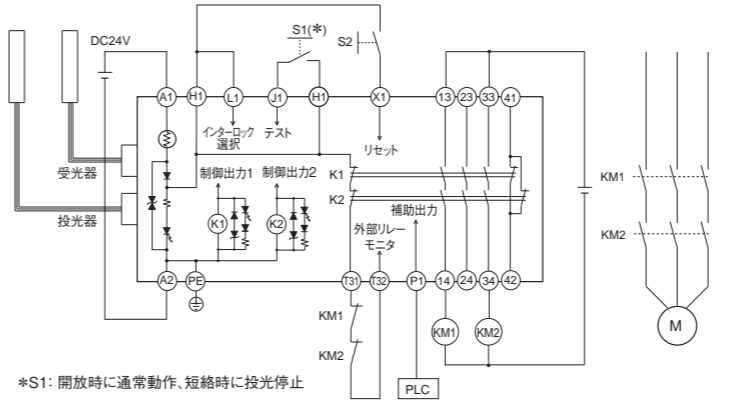 S1(*)
S2
DC24V
A1
H1
L1
J1
H1
X1
13
23
33
41
インターロック
選択
テスト
リセット
受光器
投光器
制御出力1
制御出力2
K1
K2
K1
K2
補助出力
外部リレー
モニタ
KM1
KM2
A2
PE
T31
T32
P1
14
24
34
42
KM1
KM2
KM1
KM2
M
PLC
*S1: 開放時に通常動作、短絡時に投光停止